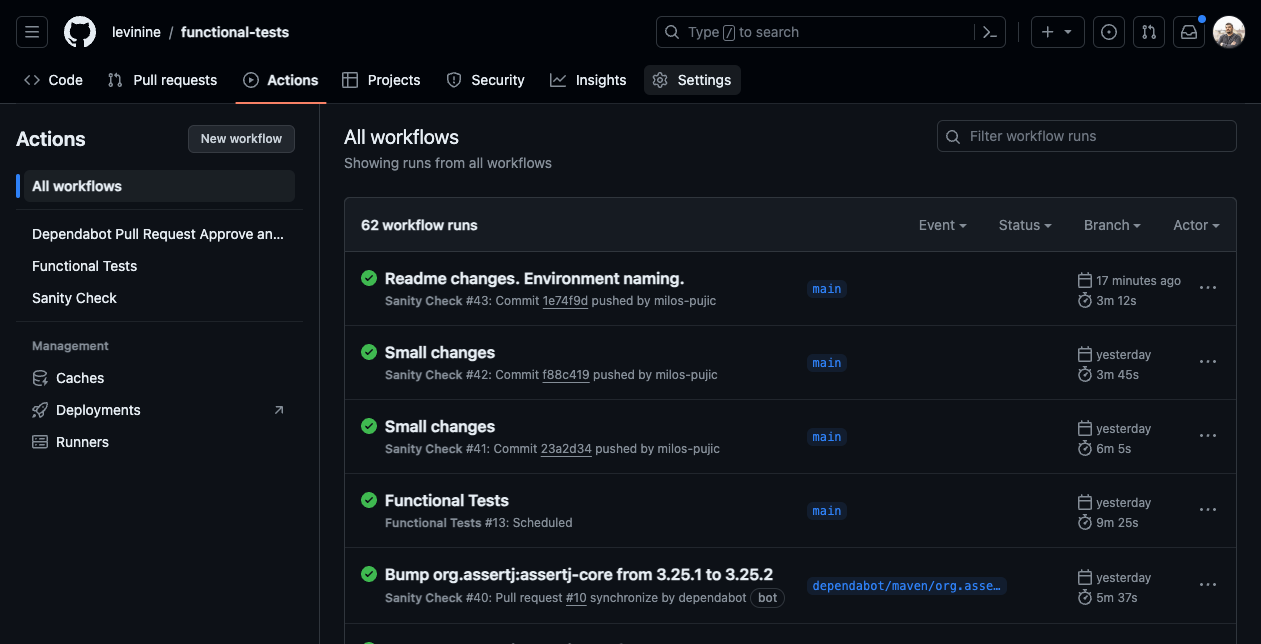 levinine / functional-tests
Type / to search
Code Pull requests Actions Projects Security Insights Settings
Actions
New workflow
All workflows
Dependabot Pull Request Approve an...
Functional Tests
Sanity Check
Management
Caches
Deployments
Runners
All workflows
Showing runs from all workflows
Filter workflow runs
62 workflow runs
Event Status Branch Actor
Readme changes. Environment naming.
Sanity Check #43: Commit 1e74f9d pushed by milos-pujic
main
17 minutes ago
3m 12s
Small changes
Sanity Check #42: Commit f88c419 pushed by milos-pujic
main
yesterday
3m 45s
Small changes
Sanity Check #41: Commit 23a2d34 pushed by milos-pujic
main
yesterday
6m 5s
Functional Tests
Functional Tests #13: Scheduled
main
yesterday
9m 25s
Bump org.assertj:assertj-core from 3.25.1 to 3.25.2
Sanity Check #40: Pull request #10 synchronize by dependabot bot
dependabot/maven/org.asse…
yesterday
5m 37s